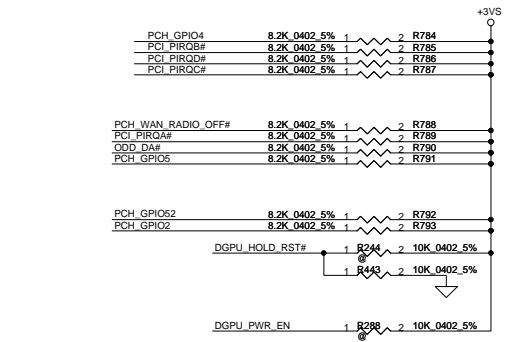 +3VS
PCH_GPIO4 8.2K_0402_5% 1 2 R784
PCI_PIRQB# 8.2K_0402_5% 1 2 R785
PCI_PIRQD# 8.2K_0402_5% 1 2 R786
PCI_PIRQC# 8.2K_0402_5% 1 2 R787
PCH_WAN_RADIO_OFF# 8.2K_0402_5% 1 2 R788
PCI_PIRQA# 8.2K_0402_5% 1 2 R789
ODD_DA# 8.2K_0402_5% 1 2 R790
PCH_GPIO5 8.2K_0402_5% 1 2 R791
PCH_GPIO52 8.2K_0402_5% 1 2 R792
PCH_GPIO2 8.2K_0402_5% 1 2 R793
DGPU_HOLD_RST# 1 R244 2 10K_0402_5%
@
1 R443 2 10K_0402_5%
DGPU_PWR_EN 1 R288 2 10K_0402_5%
@